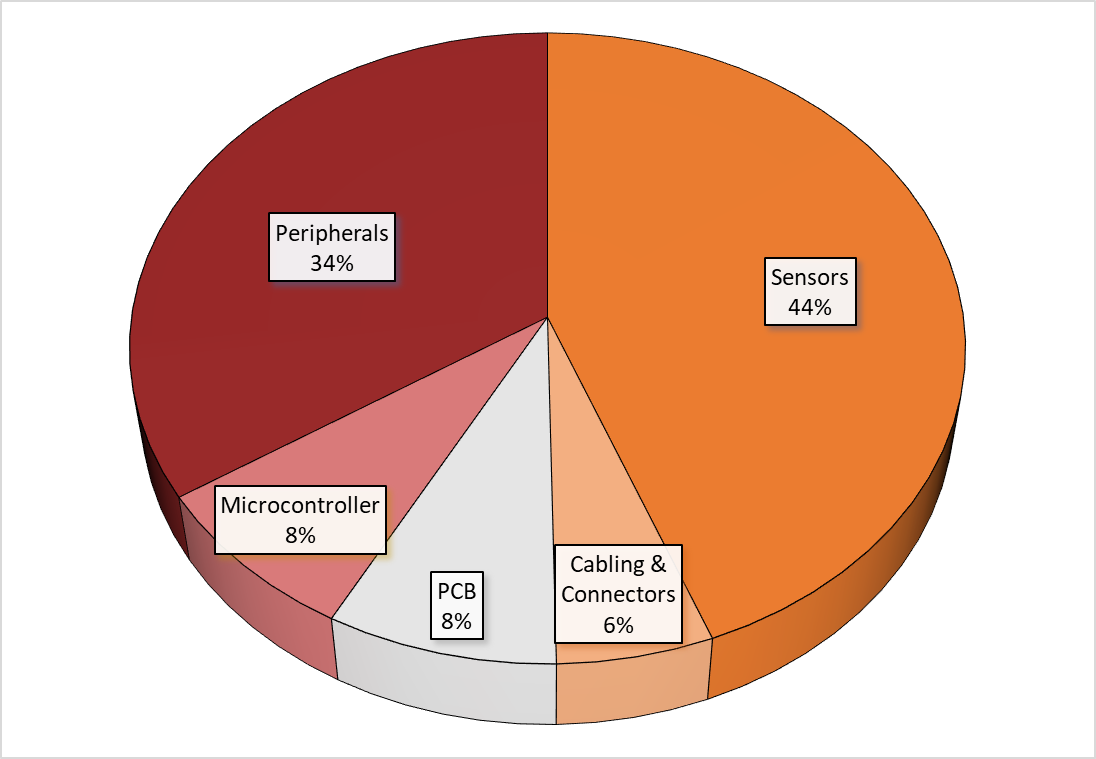 Peripherals
34%
Sensors
44%
Microcontroller
8%
PCB
8%
Cabling &
Connectors
6%